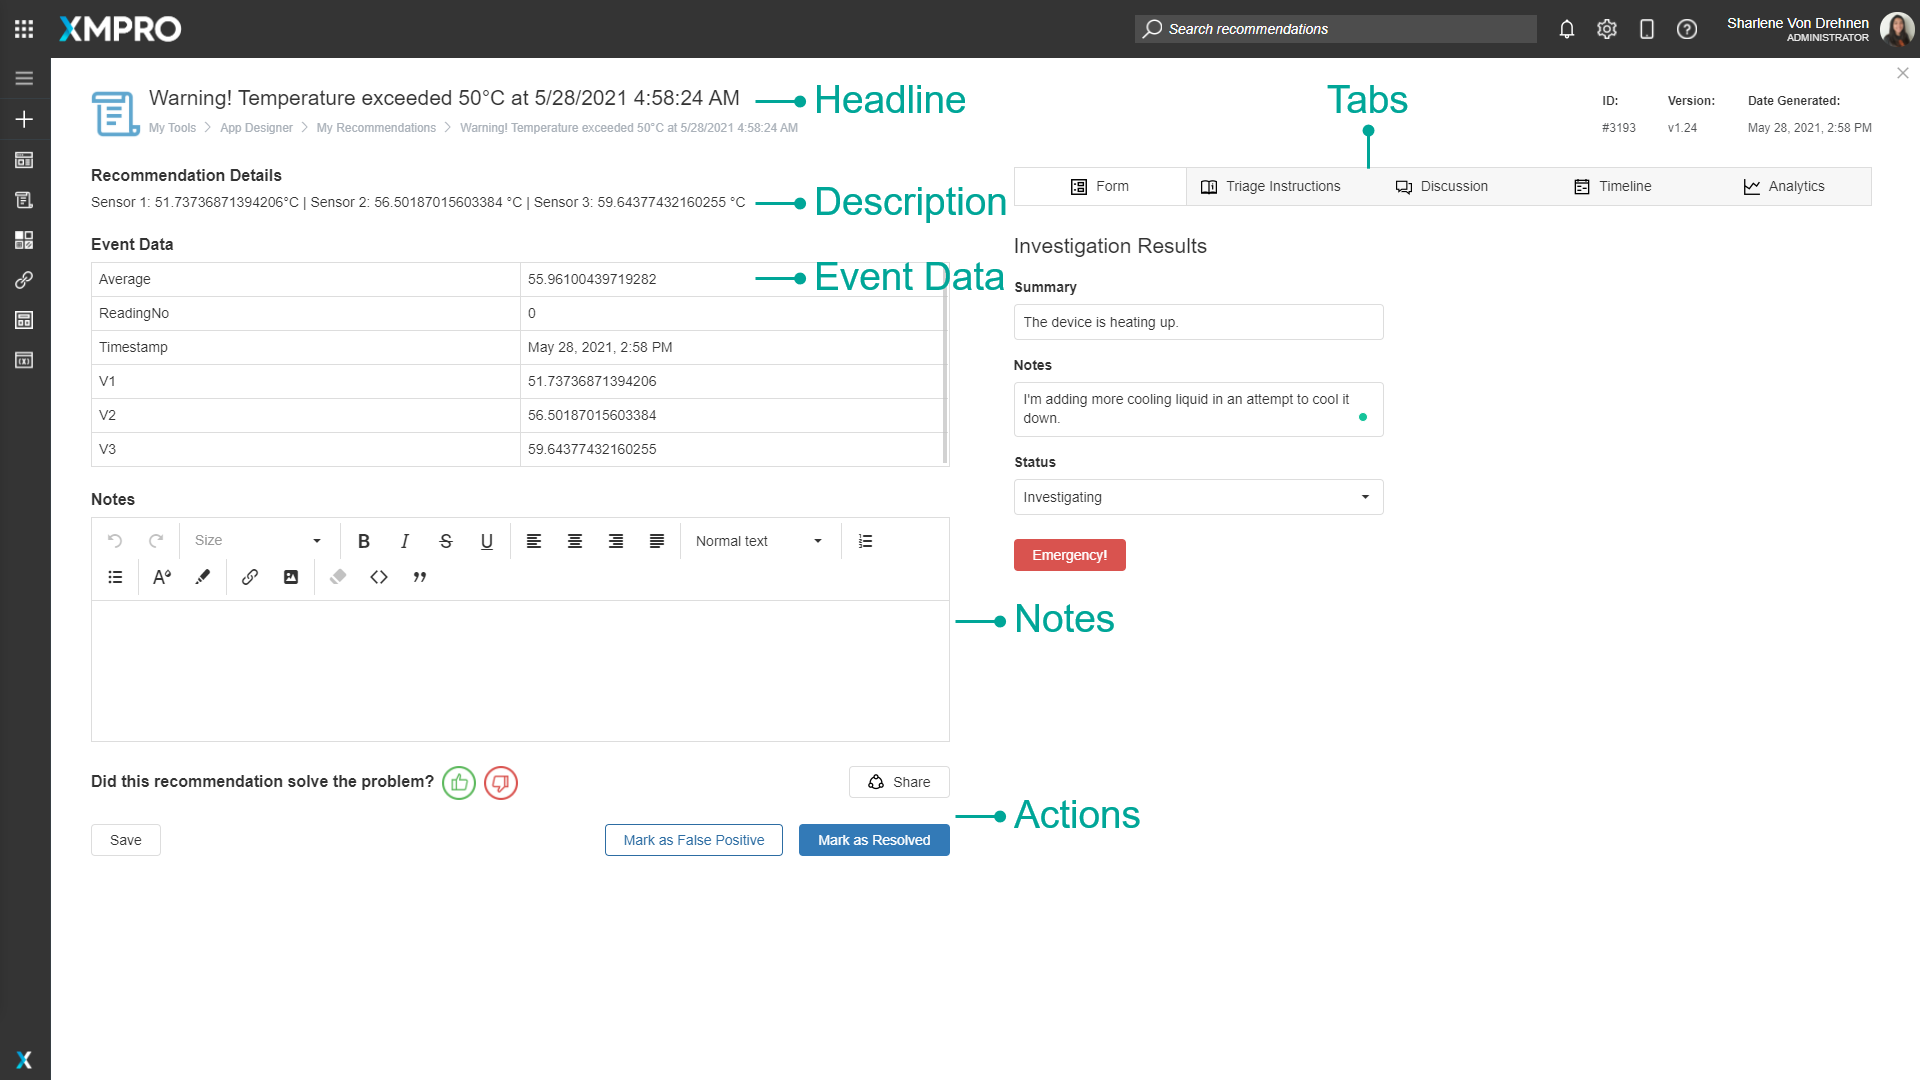 XMPRO
Search recommendations
Sharlene Von Drehnen
ADMINISTRATOR
Warning! Temperature exceeded 50°C at 5/28/2021 4:58:24 AM
Headline
My Tools
App Designer
My Recommendations
Warning! Temperature exceeded 50°C at 5/28/2021 4:58:24 AM
Tabs
ID:
Version:
Date Generated:
#3193
v1.24
May 28, 2021, 2:58 PM
Recommendation Details
Sensor 1: 51.73736871394206°C | Sensor 2: 56.50187015603384 °C | Sensor 3: 59.64377432160255 °C
Description
Form
Triage Instructions
Discussion
Timeline
Analytics
Event Data
Average 55.96100439719282
Event Data
ReadingNo 0
Timestamp May 28, 2021, 2:58 PM
V1 51.73736871394206
V2 56.50187015603384
V3 59.64377432160255
Investigation Results
Summary
The device is heating up.
Notes
I'm adding more cooling liquid in an attempt to cool it
down.
Status
Investigating
Emergency!
Notes
Size
B I S U
Normal text
Notes
Did this recommendation solve the problem?
Share
Actions
Save
Mark as False Positive
Mark as Resolved